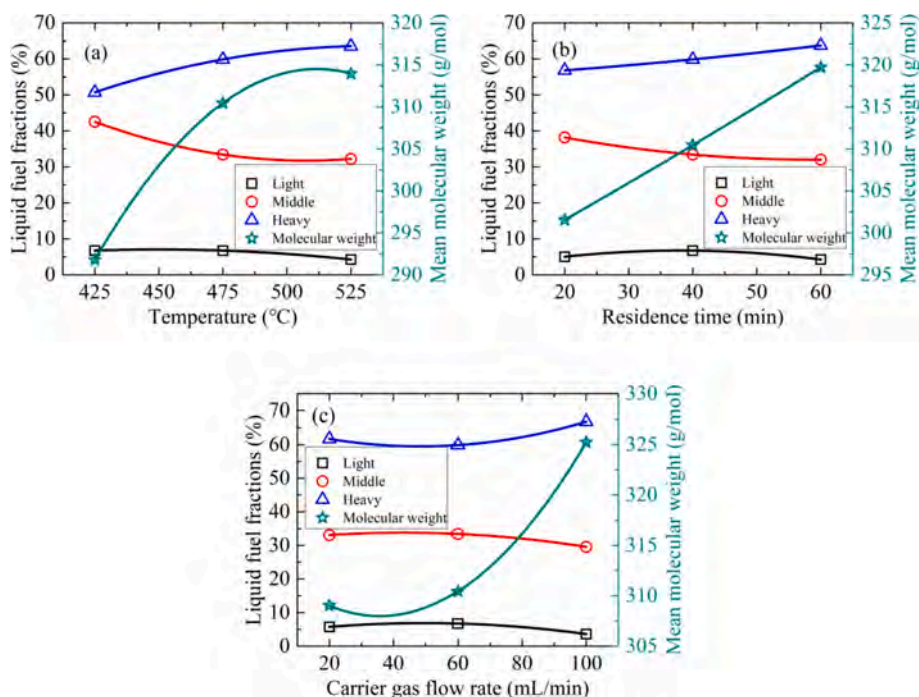 (a)
Liquid fuel fractions (%)
70
60
50
40
30
20
10
0
320
315
310
305
300
295
290
Mean molecular weight (g/mol)
Light
Middle
Heavy
Molecular weight
425 450 475 500 525
Temperature (°C)
(b)
Liquid fuel fractions (%)
70
60
50
40
30
20
10
0
325
320
315
310
305
300
295
Mean molecular weight (g/mol)
Light
Middle
Heavy
Molecular weight
20 30 40 50 60
Residence time (min)
(c)
Liquid fuel fractions (%)
70
60
50
40
30
20
10
0
330
325
320
315
310
305
Mean molecular weight (g/mol)
Light
Middle
Heavy
Molecular weight
20 40 60 80 100
Carrier gas flow rate (mL/min)